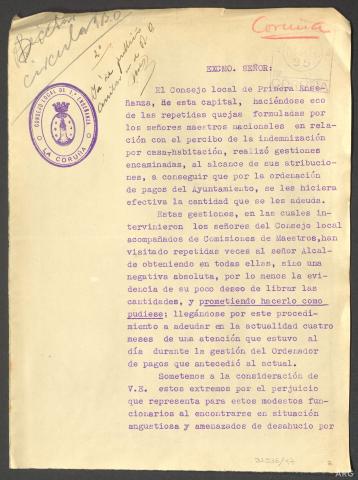 Coruña
2º
EXCMO. SEÑOR:
CONSEJO LOCAL DE 1ª ENSEÑANZA
LA CORUÑA
El Consejo local de Primera Ense-
ñanza, de esta capital, haciéndose eco
de las repetidas quejas formuladas
por los señores maestros nacionales en rela-
ción con el percibo de la indemnización
por casa-habitación, realizó gestiones
encaminadas, al alcance de sus atribucio-
nes, a conseguir que por la ordenación
de pagos del Ayuntamiento, se les hiciera
efectiva la cantidad que se les adeuda.
Estas gestiones, en las cuales in-
tervinieron los señores del Consejo local
acompañados de Comisiones de Maestros,han
visitado repetidas veces al señor Alcal-
de obteniendo en todas ellas, sino una
negativa absoluta, por lo menos la evi-
dencia de su poco deseo de librar las
cantidades, y prometiendo hacerlo como
pudiese: llegándose por este procedi-
miento a adeudar en la actualidad cuatro
meses de una atención que estuvo al
día durante la gestión del Ordenador
de pagos que antecedió al actual.
Sometemos a la consideración de
V.E. estos extremos por el perjuicio
que representa para estos modestos fun-
cionarios al encontrarse en situación
angustiosa y amenazados de desahucio por
ARG